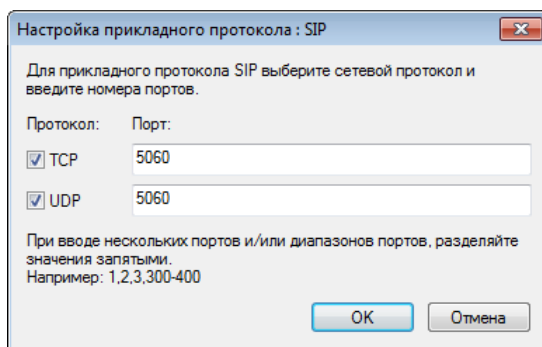 Настройка прикладного протокола : SIP
Для прикладного протокола SIP выберите сетевой протокол и
введите номера портов.
Протокол: Порт:
TCP 5060
UDP 5060
При вводе нескольких портов и/или диапазонов портов, разделяйте
значения запятыми.
Например: 1,2,3,300-400
OK Отмена